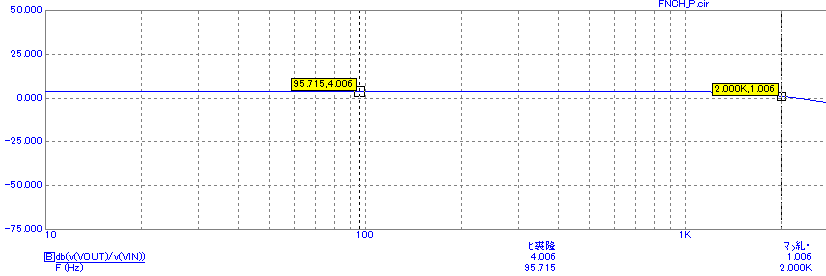 FNCH_P.cir
50.000
25.000
95.715,4.006
2.000K,1.006
0.000
-25.000
-50.000
-75.000
10 100 1K
B db(v(VOUT)/v(VIN)) 4.006 1.006
F (Hz) 95.715 2.000K